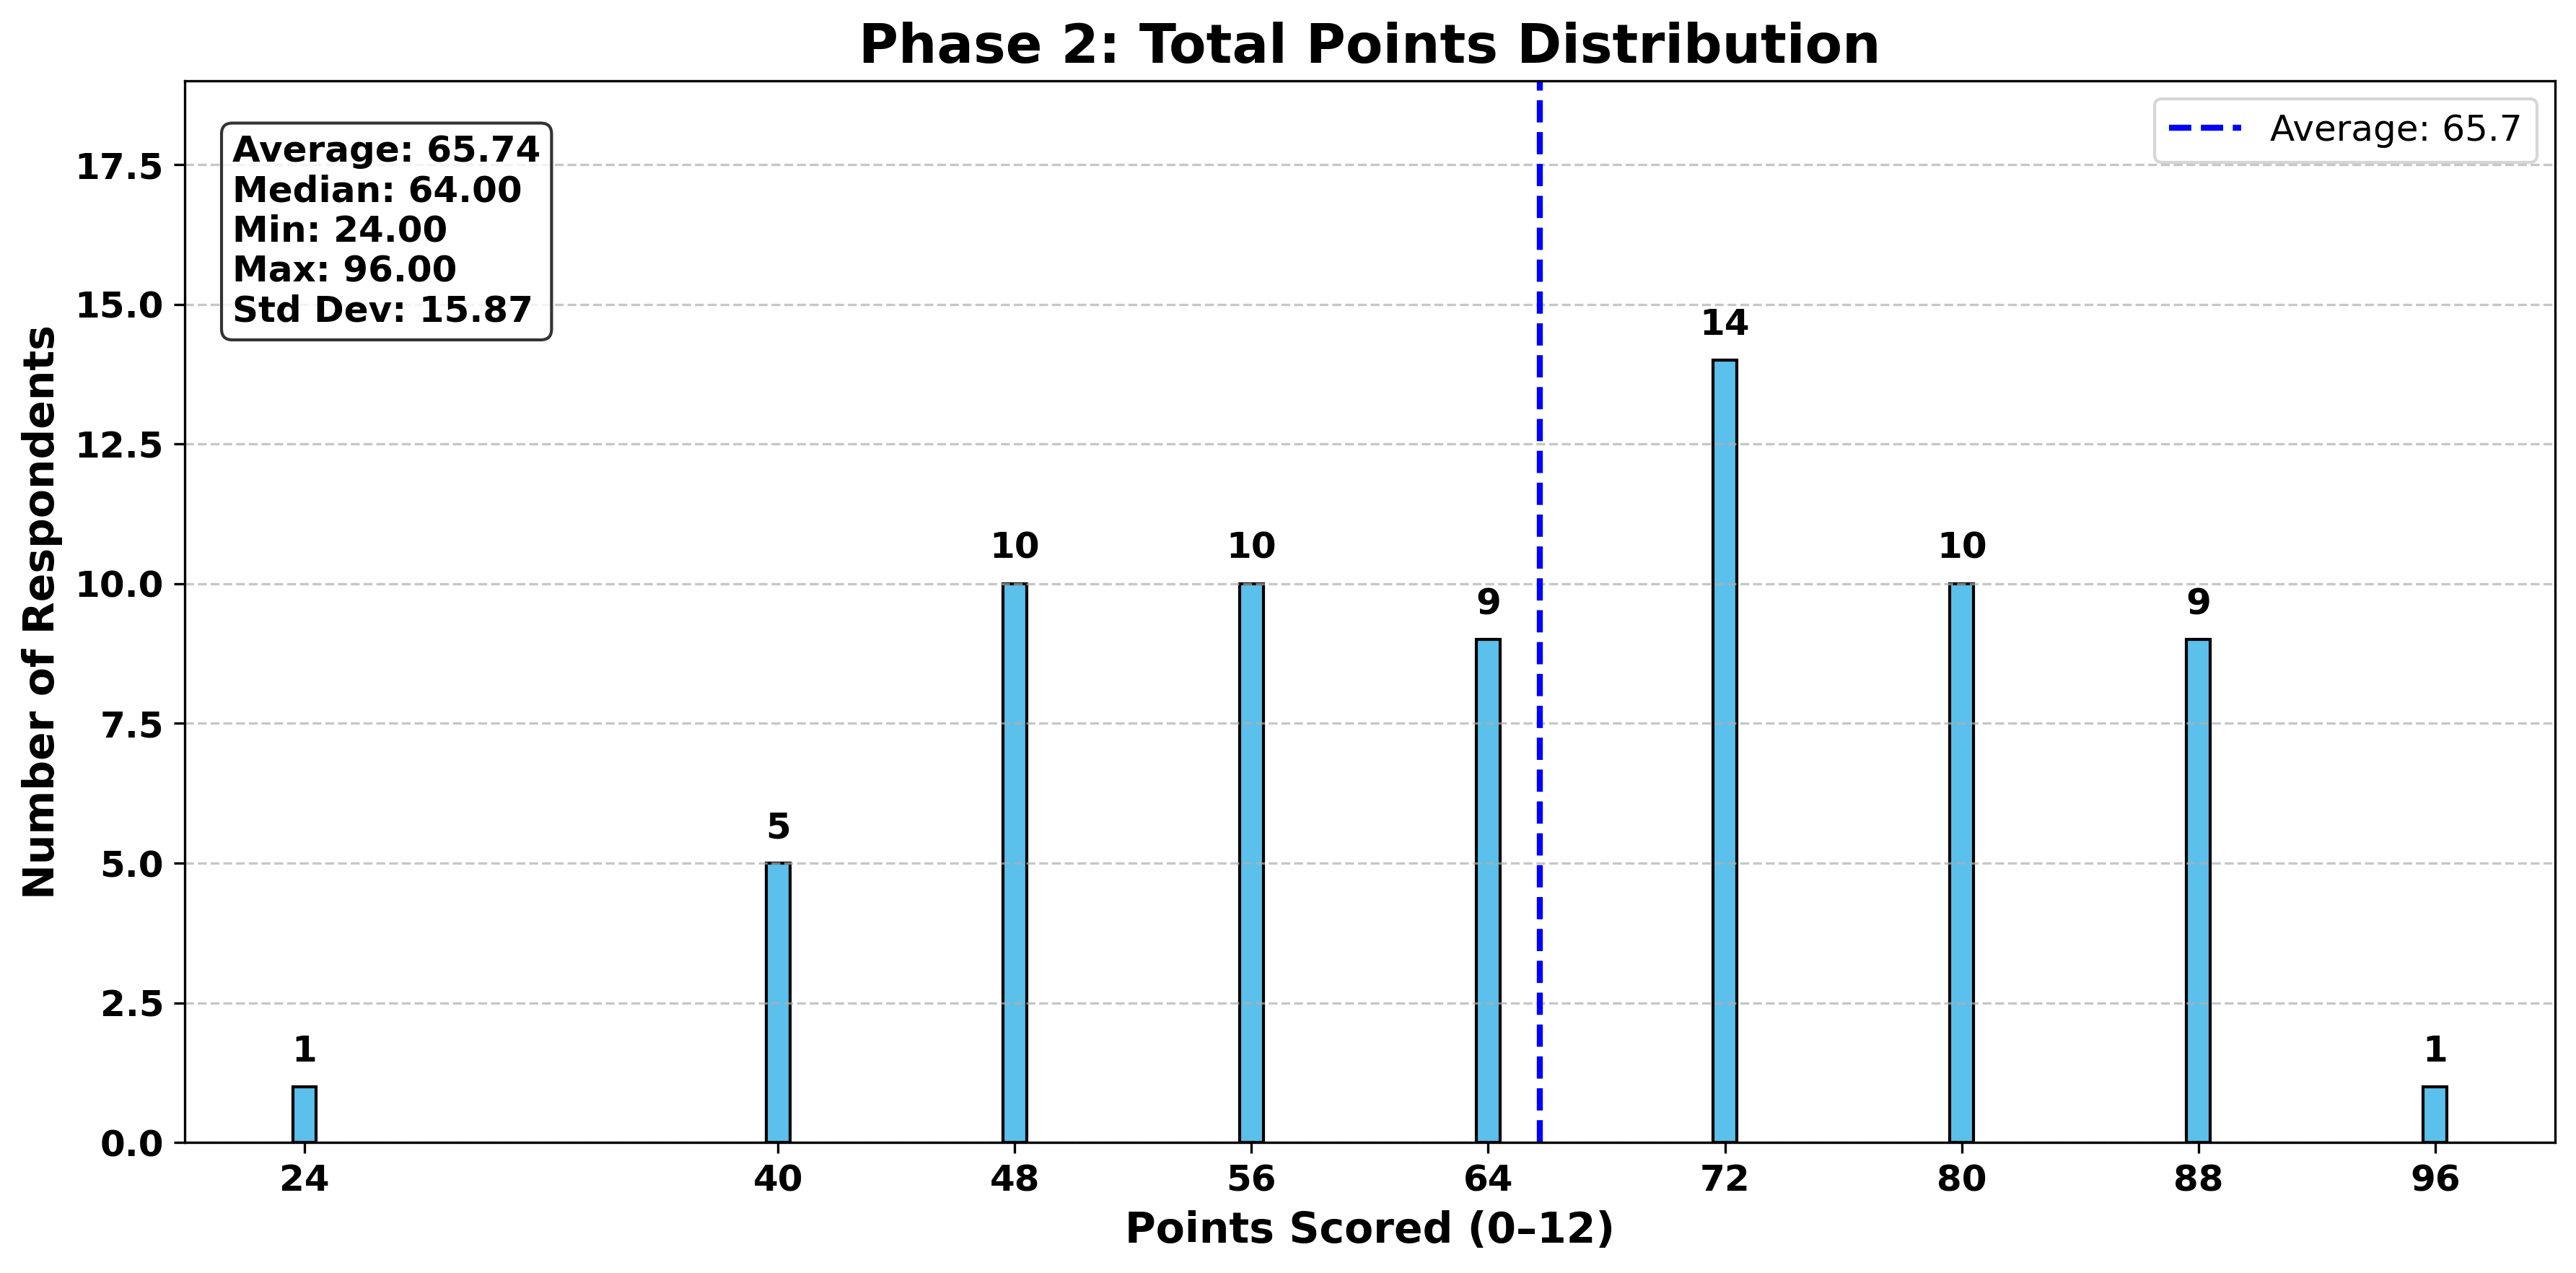 Phase 2: Total Points Distribution
Average: 65.74
Median: 64.00
Min: 24.00
Max: 96.00
Std Dev: 15.87
Average: 65.7
Number of Respondents
17.5
15.0
12.5
10.0
7.5
5.0
2.5
0.0
1
5
10
10
9
14
10
9
1
24 40 48 56 64 72 80 88 96
Points Scored (0–12)